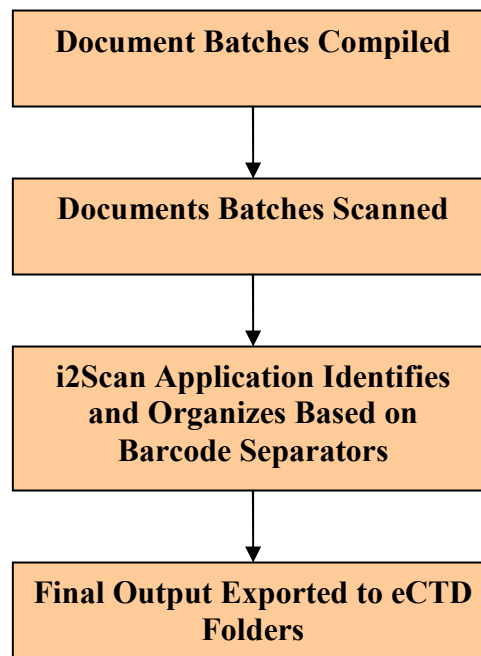 Document Batches Compiled
Documents Batches Scanned
i2Scan Application Identifies
and Organizes Based on
Barcode Separators
Final Output Exported to eCTD
Folders